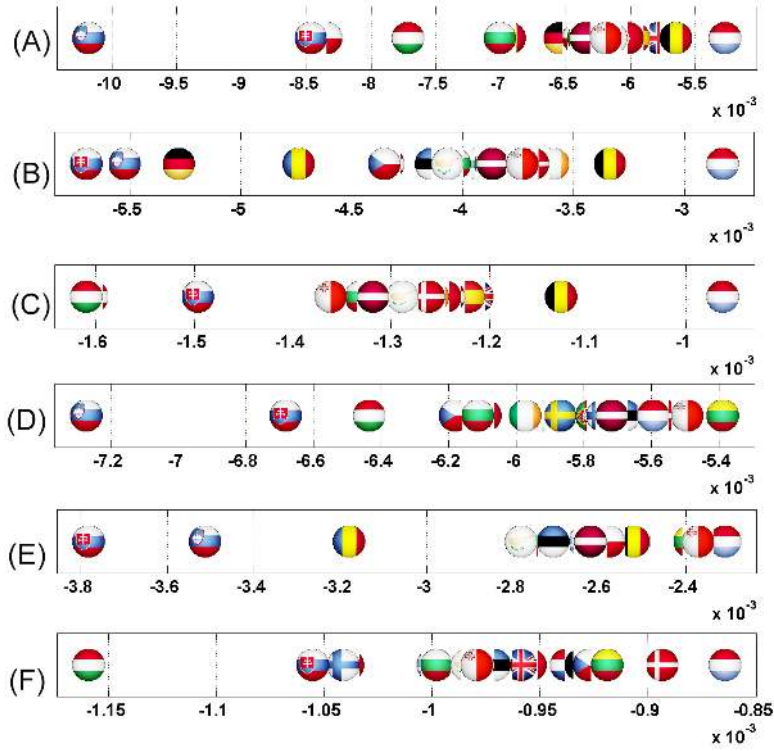 (A)
-10 -9.5 -9 -8.5 -8 -7.5 -7 -6.5 -6 -5.5
x 10⁻³
(B)
-6.5 -5 -4.5 -4 -3.5 -3
x 10⁻³
(C)
-1.6 -1.5 -1.4 -1.3 -1.2 -1.1 -1
x 10⁻³
(D)
-7.2 -7 -6.8 -6.6 -6.4 -6.2 -6 -5.8 -5.6 -5.4
x 10⁻³
(E)
-3.8 -3.6 -3.4 -3.2 -3 -2.8 -2.6 -2.4
x 10⁻³
(F)
-1.15 -1.1 -1.05 -1 -0.95 -0.9 -0.85
x 10⁻³